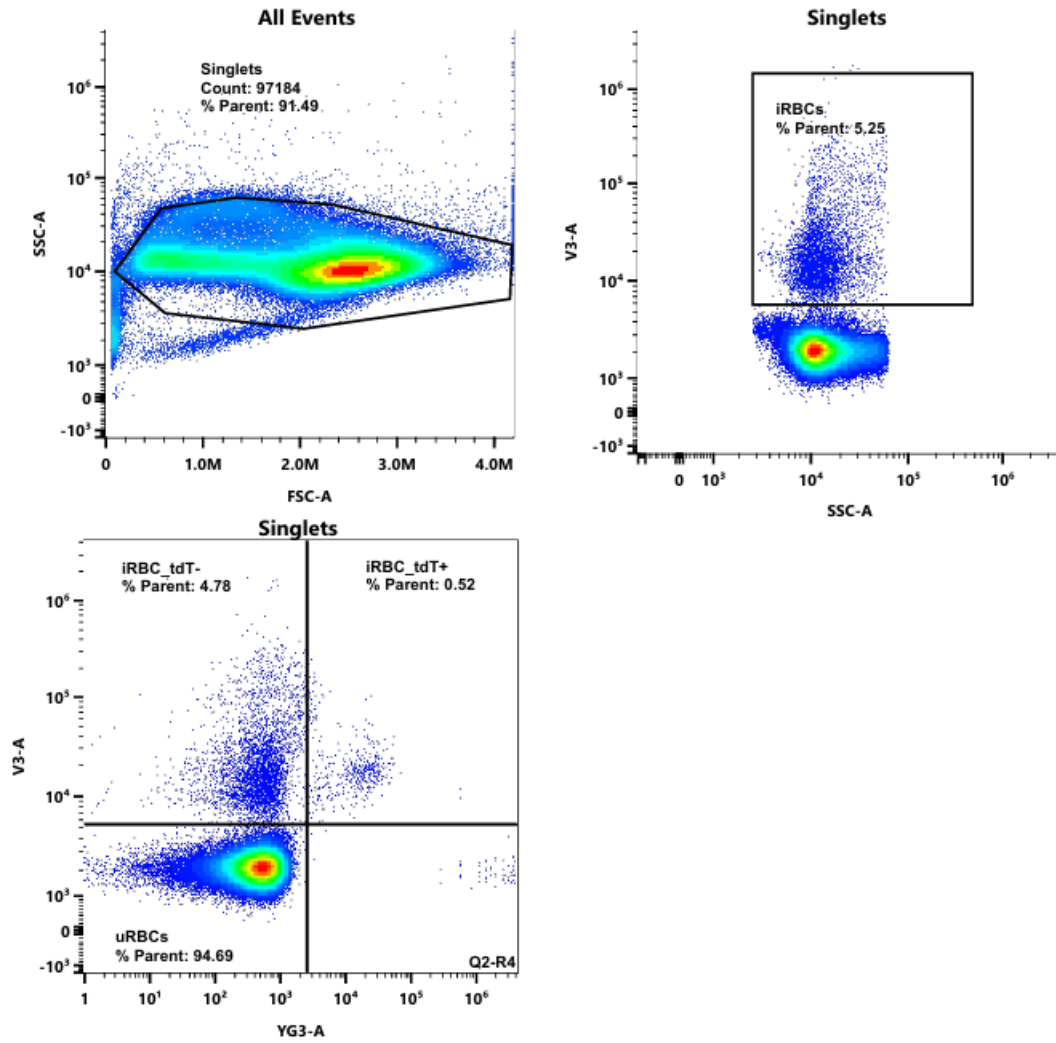 All Events
Singlets
Count: 97184
% Parent: 91.49
10⁶
10⁵
10⁴
10³
0
-10³
SSC-A
0
1.0M
2.0M
3.0M
4.0M
FSC-A
Singlets
iRBCs
% Parent: 5.25
10⁶
10⁵
10⁴
10³
0
-10³
V3-A
0
10³
10⁴
10⁵
10⁶
SSC-A
Singlets
iRBC_tdT-
% Parent: 4.78
iRBC_tdT+
% Parent: 0.52
10⁶
10⁵
10⁴
10³
0
-10³
V3-A
uRBCs
% Parent: 94.69
Q2-R4
1
10¹
10²
10³
10⁴
10⁵
10⁶
YG3-A